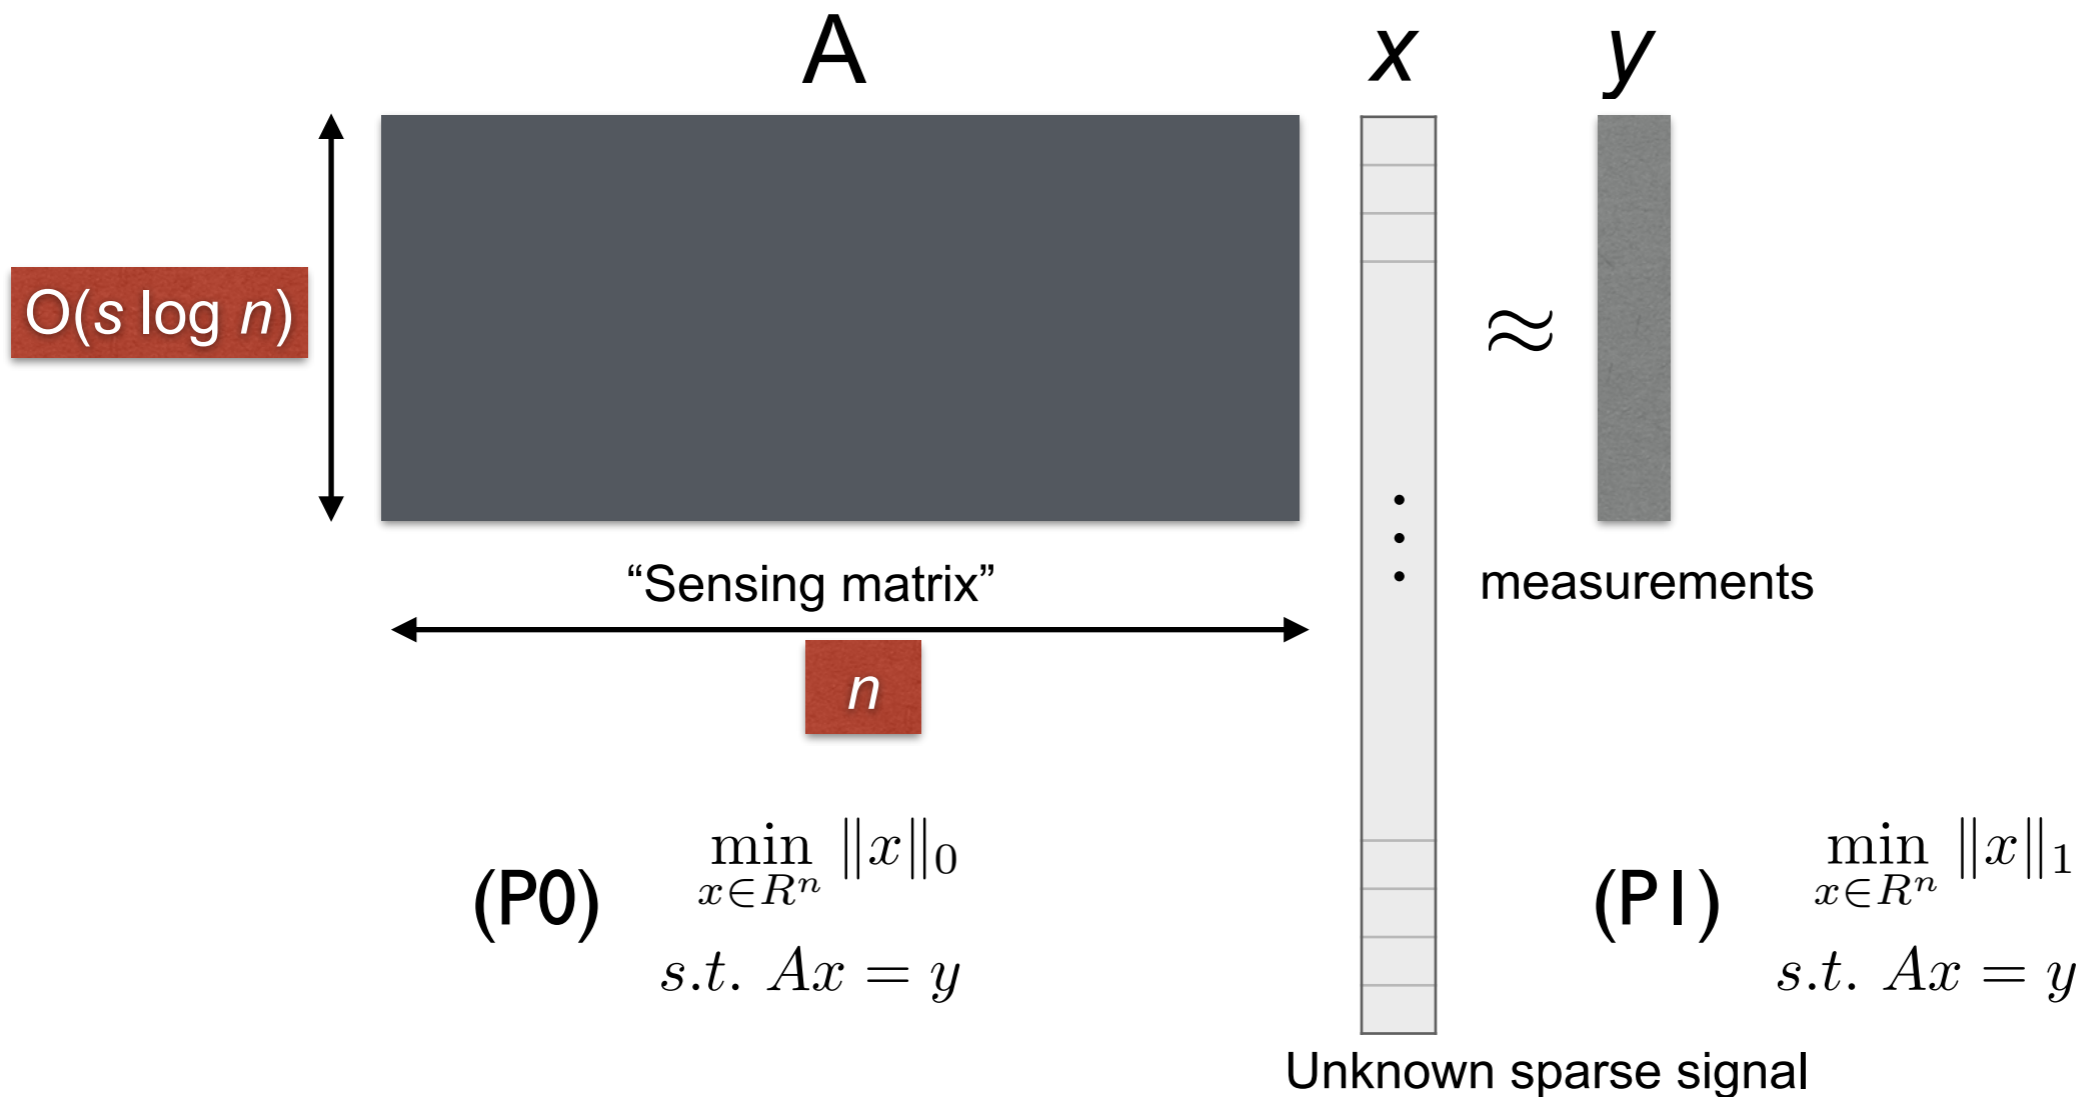 A
x
y
O(s log n)
≈
“Sensing matrix”
measurements
n
(P0)
min ‖x‖₀
x∈Rⁿ
s.t. Ax = y
(P1)
min ‖x‖₁
x∈Rⁿ
s.t. Ax = y
Unknown sparse signal